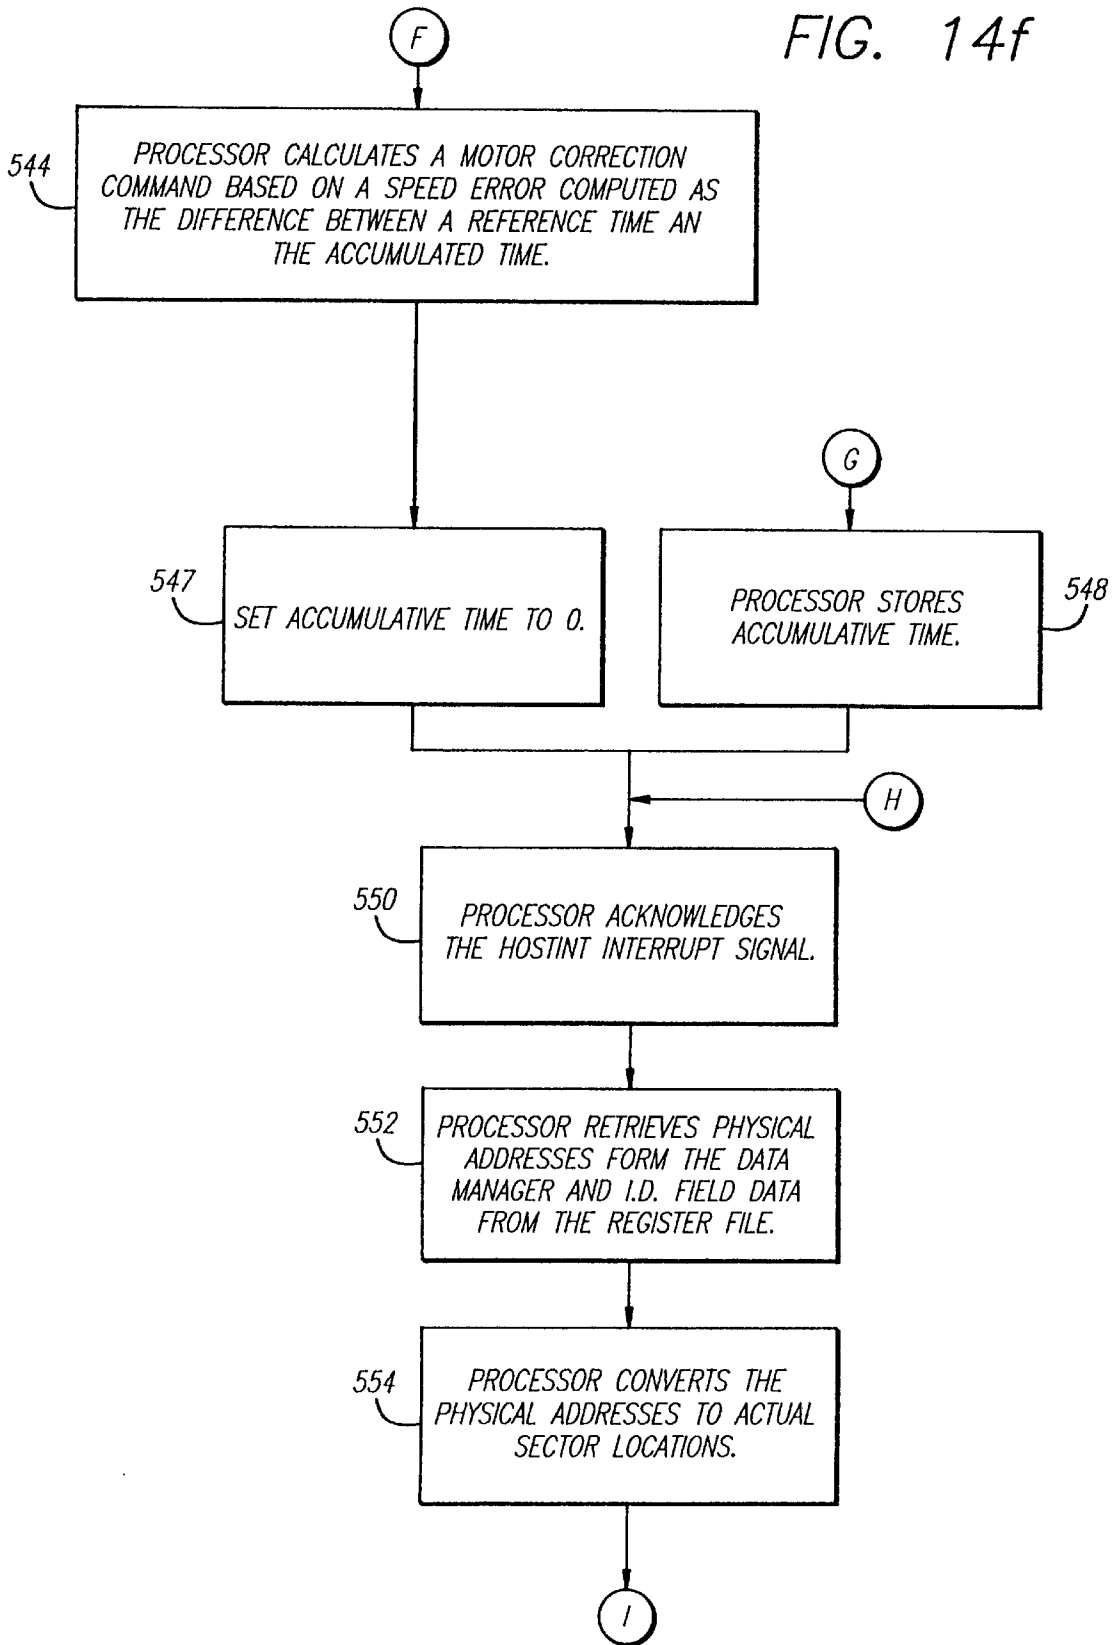 F
FIG. 14f
544
PROCESSOR CALCULATES A MOTOR CORRECTION
COMMAND BASED ON A SPEED ERROR COMPUTED AS
THE DIFFERENCE BETWEEN A REFERENCE TIME AN
THE ACCUMULATED TIME.
G
547
SET ACCUMULATIVE TIME TO 0.
PROCESSOR STORES
ACCUMULATIVE TIME.
548
H
550
PROCESSOR ACKNOWLEDGES
THE HOSTINT INTERRUPT SIGNAL.
552
PROCESSOR RETRIEVES PHYSICAL
ADDRESSES FORM THE DATA
MANAGER AND I.D. FIELD DATA
FROM THE REGISTER FILE.
554
PROCESSOR CONVERTS THE
PHYSICAL ADDRESSES TO ACTUAL
SECTOR LOCATIONS.
I